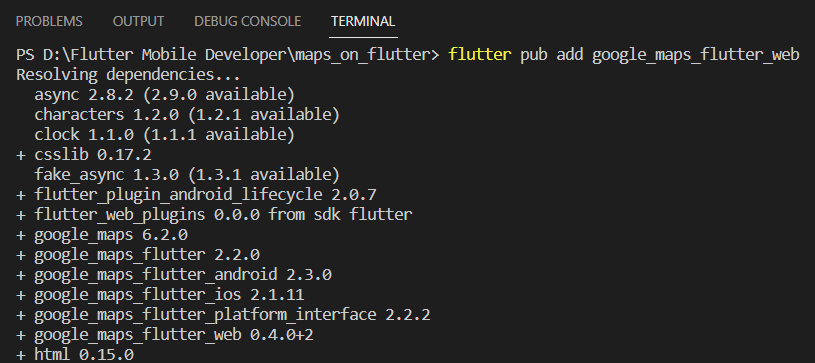 PROBLEMS OUTPUT DEBUG CONSOLE TERMINAL
PS D:\Flutter Mobile Developer\maps_on_flutter> flutter pub add google_maps_flutter_web
Resolving dependencies...
  async 2.8.2 (2.9.0 available)
  characters 1.2.0 (1.2.1 available)
  clock 1.1.0 (1.1.1 available)
+ csslib 0.17.2
  fake_async 1.3.0 (1.3.1 available)
+ flutter_plugin_android_lifecycle 2.0.7
+ flutter_web_plugins 0.0.0 from sdk flutter
+ google_maps 6.2.0
+ google_maps_flutter 2.2.0
+ google_maps_flutter_android 2.3.0
+ google_maps_flutter_ios 2.1.11
+ google_maps_flutter_platform_interface 2.2.2
+ google_maps_flutter_web 0.4.0+2
+ html 0.15.0